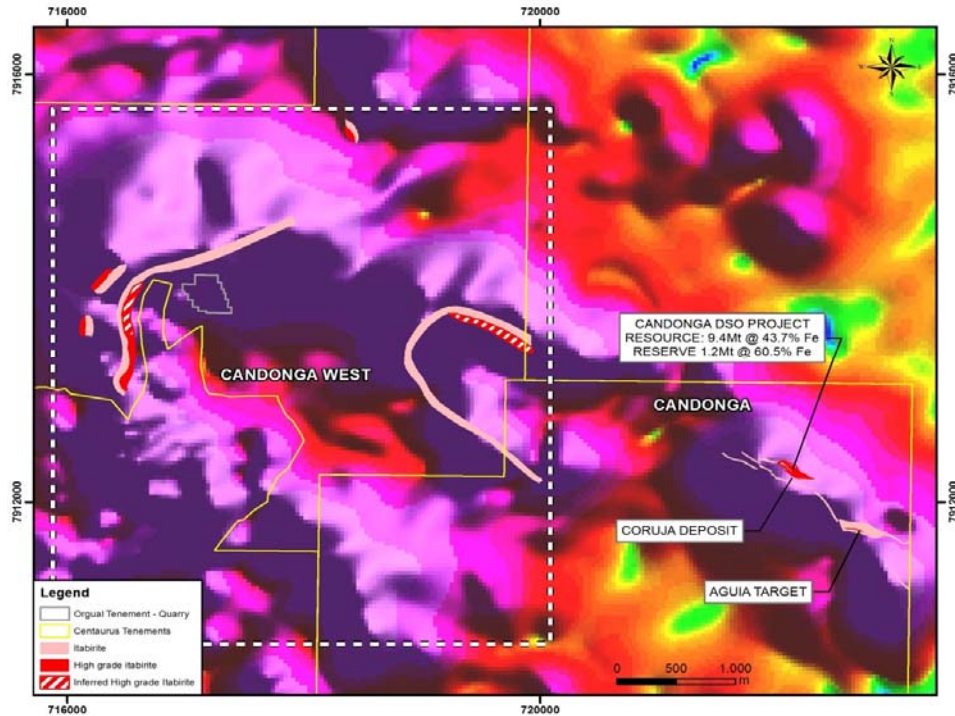 716000
720000
7916000
7916000
N
W
E
S
CANDONGA DSO PROJECT
RESOURCE: 9.4Mt @ 43.7% Fe
RESERVE 1.2Mt @ 60.5% Fe
CANDONGA WEST
CANDONGA
7912000
7912000
CORUJA DEPOSIT
AGUIA TARGET
Legend
Orgual Tenement - Quarry
Centaurus Tenements
Itabirite
High grade itabirite
Inferred High grade Itabirite
0 500 1.000
m
716000
720000